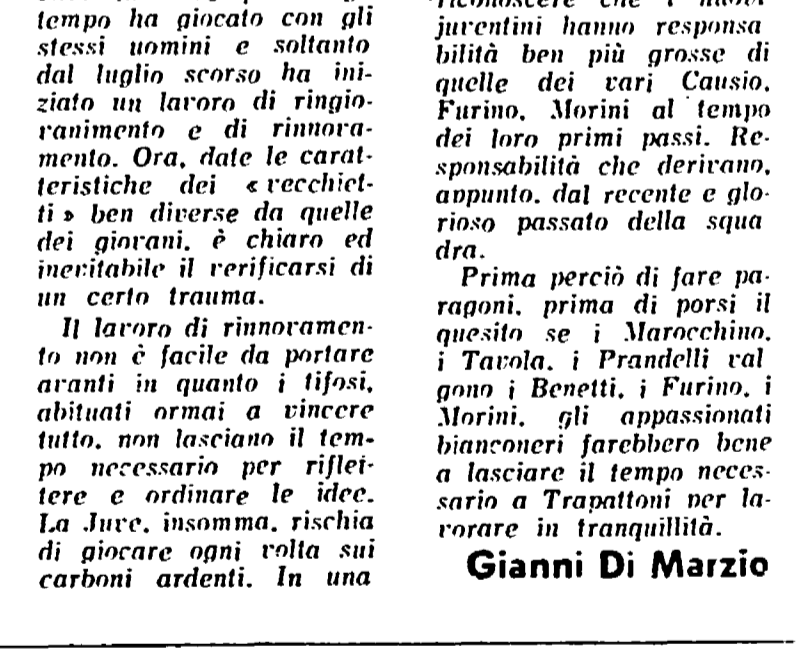 tempo ha giocato con gli
stessi uomini e soltanto
dal luglio scorso ha ini-
ziato un lavoro di ringio-
vanimento e di rinnova-
mento. Ora, date le carat-
teristiche dei « vecchiet-
ti » ben diverse da quelle
dei giovani, è chiaro ed
inevitabile il verificarsi di
un certo trauma.
Il lavoro di rinnovamen-
to non è facile da portare
avanti in quanto i tifosi,
abituati ormai a vincere
tutto, non lasciano il tem-
po necessario per riflet-
tere e ordinare le idee.
La Juve, insomma, rischia
di giocare ogni volta sui
carboni ardenti. In una
riconoscere che i nuovi
juventini hanno responsa
bilità ben più grosse di
quelle dei vari Causio,
Furino, Morini al tempo
dei loro primi passi. Re-
sponsabilità che derivano,
appunto, dal recente e glo-
rioso passato della squa
dra.
Prima perciò di fare pa-
ragoni, prima di porsi il
quesito se i Marocchino,
i Tavola, i Prandelli val
gono i Benetti, i Furino, i
Morini, gli appassionati
bianconeri farebbero bene
a lasciare il tempo neces-
sario a Trapattoni per la-
vorare in tranquillità.
Gianni Di Marzio